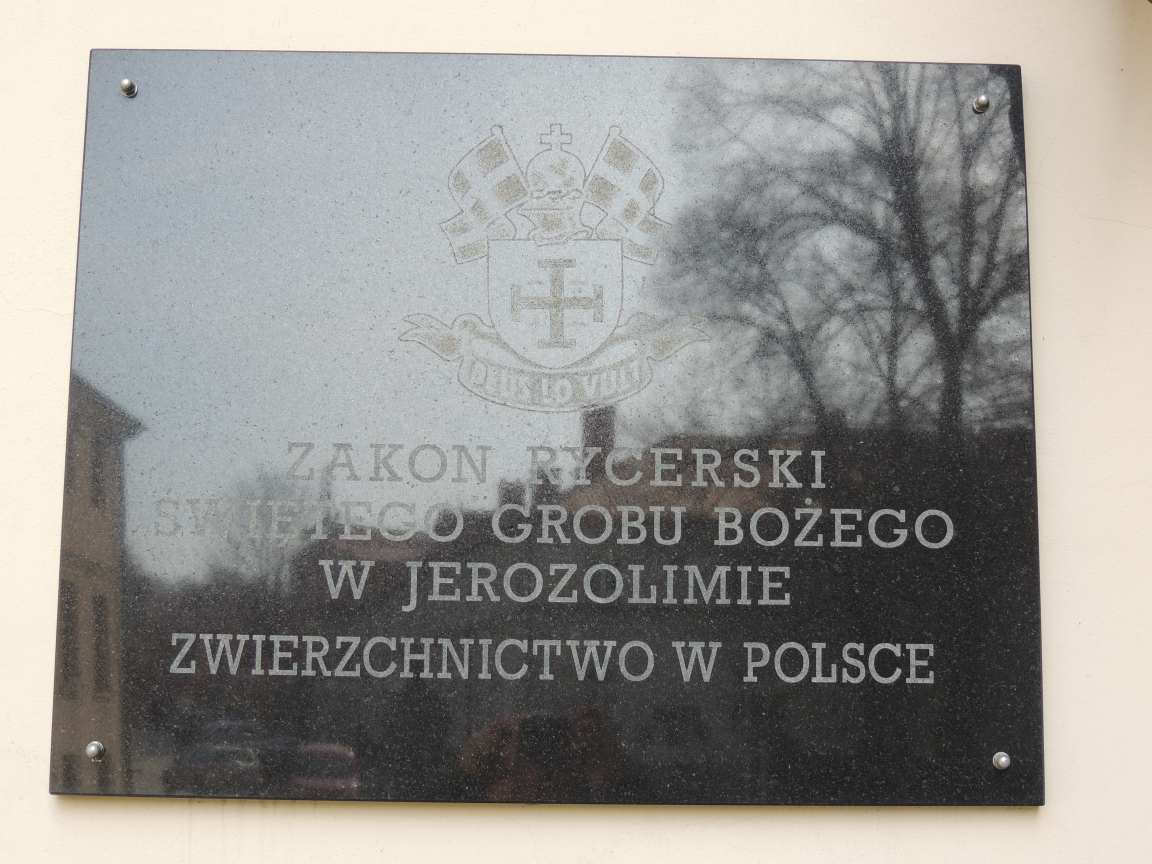 DEUS LO VULT
ZAKON RYCERSKI
ŚWIĘTEGO GROBU BOŻEGO
W JEROZOLIMIE
ZWIERZCHNICTWO W POLSCE